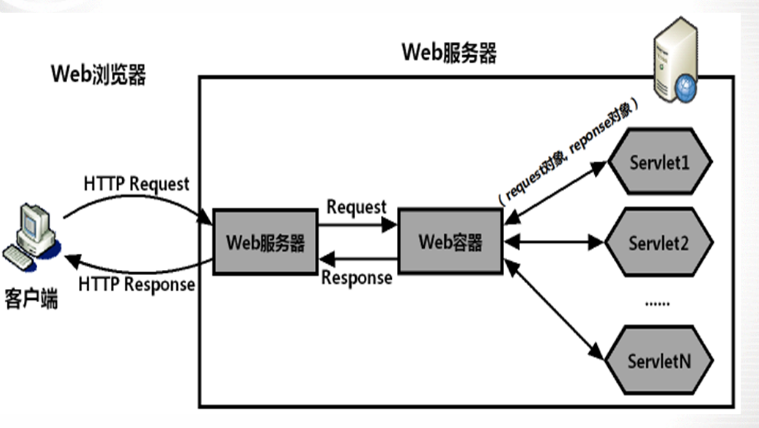 Web浏览器
Web服务器
(request对象, reponse对象)
HTTP Request
Request
Web服务器
Web容器
Servlet1
Servlet2
HTTP Response
Response
客户端
......
ServletN